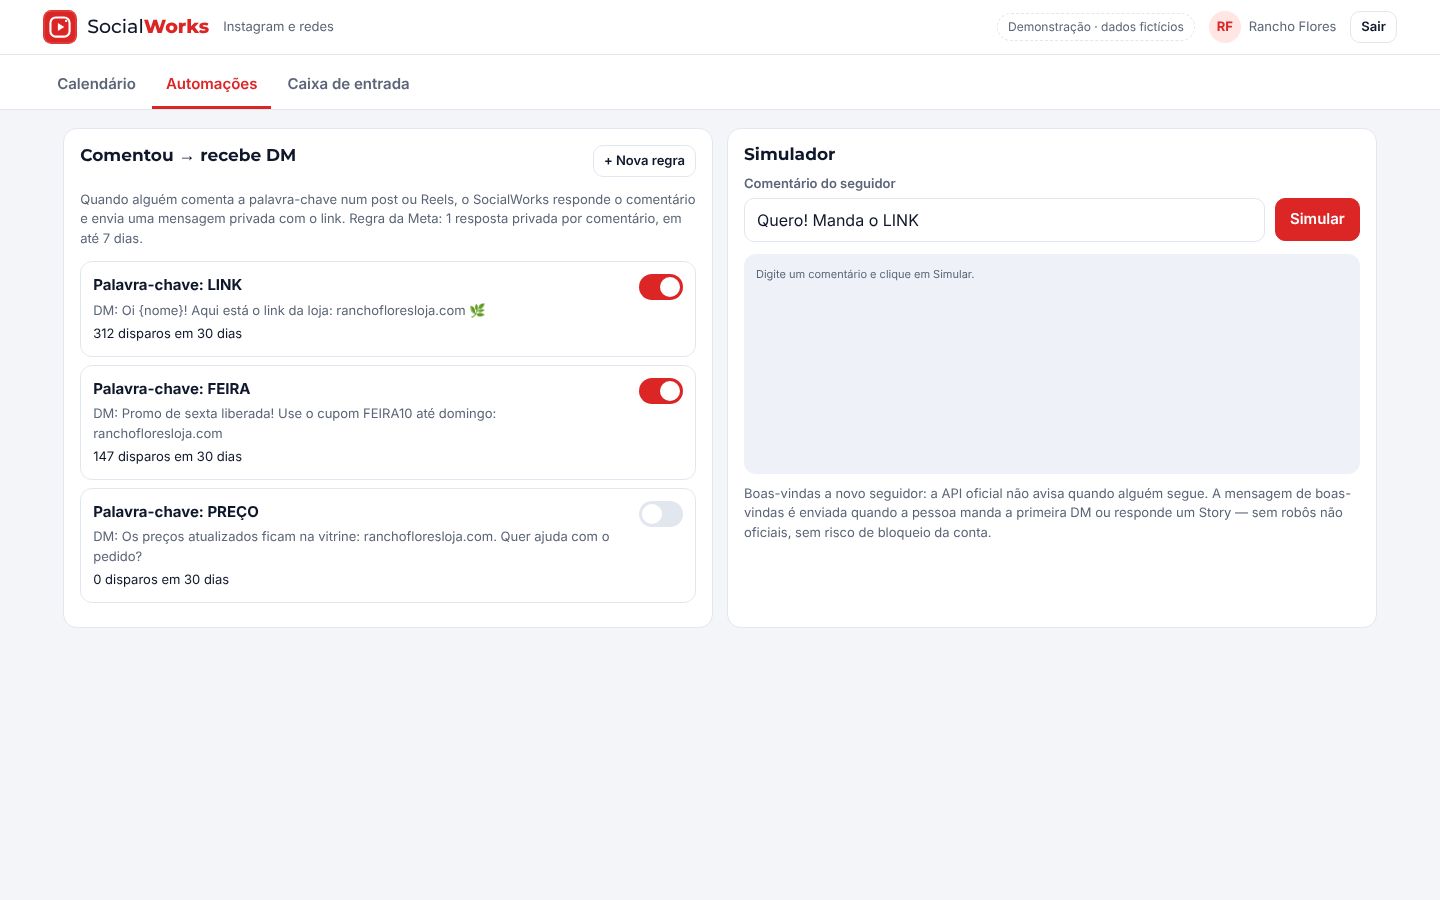 SocialWorks
Instagram e redes
Demonstração · dados fictícios
RF
Rancho Flores
Sair
Calendário
Automações
Caixa de entrada
Comentou → recebe DM
+ Nova regra
Quando alguém comenta a palavra-chave num post ou Reels, o SocialWorks responde o comentário
e envia uma mensagem privada com o link. Regra da Meta: 1 resposta privada por comentário, em
até 7 dias.
Palavra-chave: LINK
DM: Oi {nome}! Aqui está o link da loja: ranchofloresloja.com 🌿
312 disparos em 30 dias
Palavra-chave: FEIRA
DM: Promo de sexta liberada! Use o cupom FEIRA10 até domingo:
ranchofloresloja.com
147 disparos em 30 dias
Palavra-chave: PREÇO
DM: Os preços atualizados ficam na vitrine: ranchofloresloja.com. Quer ajuda com o
pedido?
0 disparos em 30 dias
Simulador
Comentário do seguidor
Quero! Manda o LINK
Simular
Digite um comentário e clique em Simular.
Boas-vindas a novo seguidor: a API oficial não avisa quando alguém segue. A mensagem de boas-
vindas é enviada quando a pessoa manda a primeira DM ou responde um Story — sem robôs não
oficiais, sem risco de bloqueio da conta.